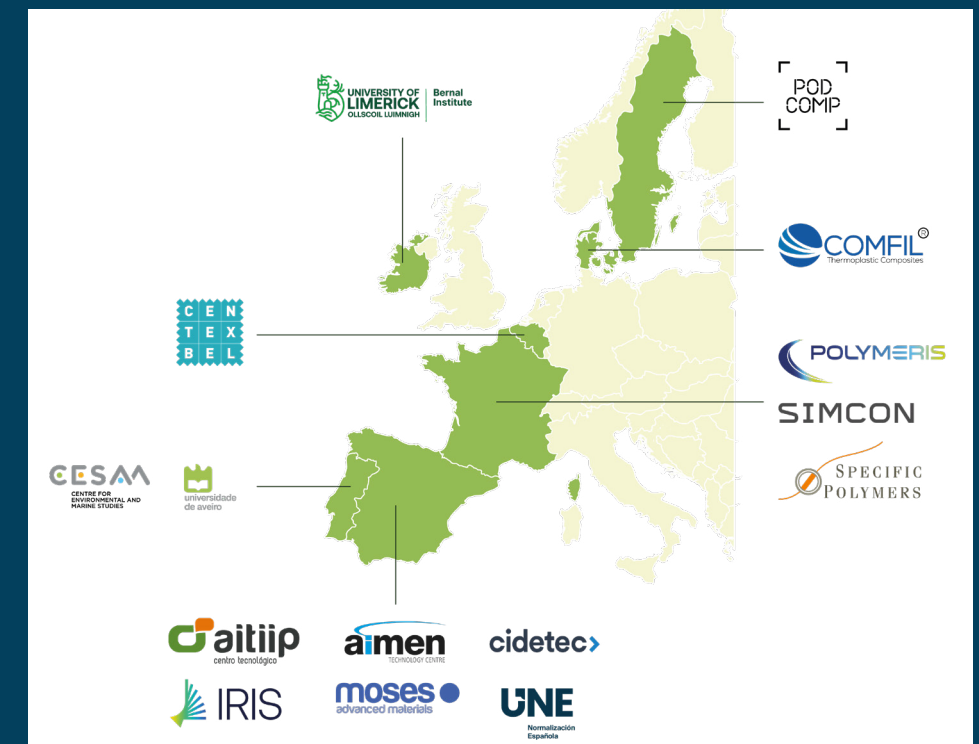 UNIVERSITY OF
LIMERICK
OLLSCOIL LUIMNIGH
Bernal
Institute
POD
COMP
COMFIL®
Thermoplastic Composites
CEN
TEX
BEL
POLYMERIS
SIMCON
SPECIFIC
POLYMERS
CESAM
CENTRE FOR
ENVIRONMENTAL AND
MARINE STUDIES
universidade
de aveiro
aitiip
centro tecnológico
aimen
TECHNOLOGY CENTRE
cidetec>
IRIS
moses
advanced materials
UNE
Normalización
Española